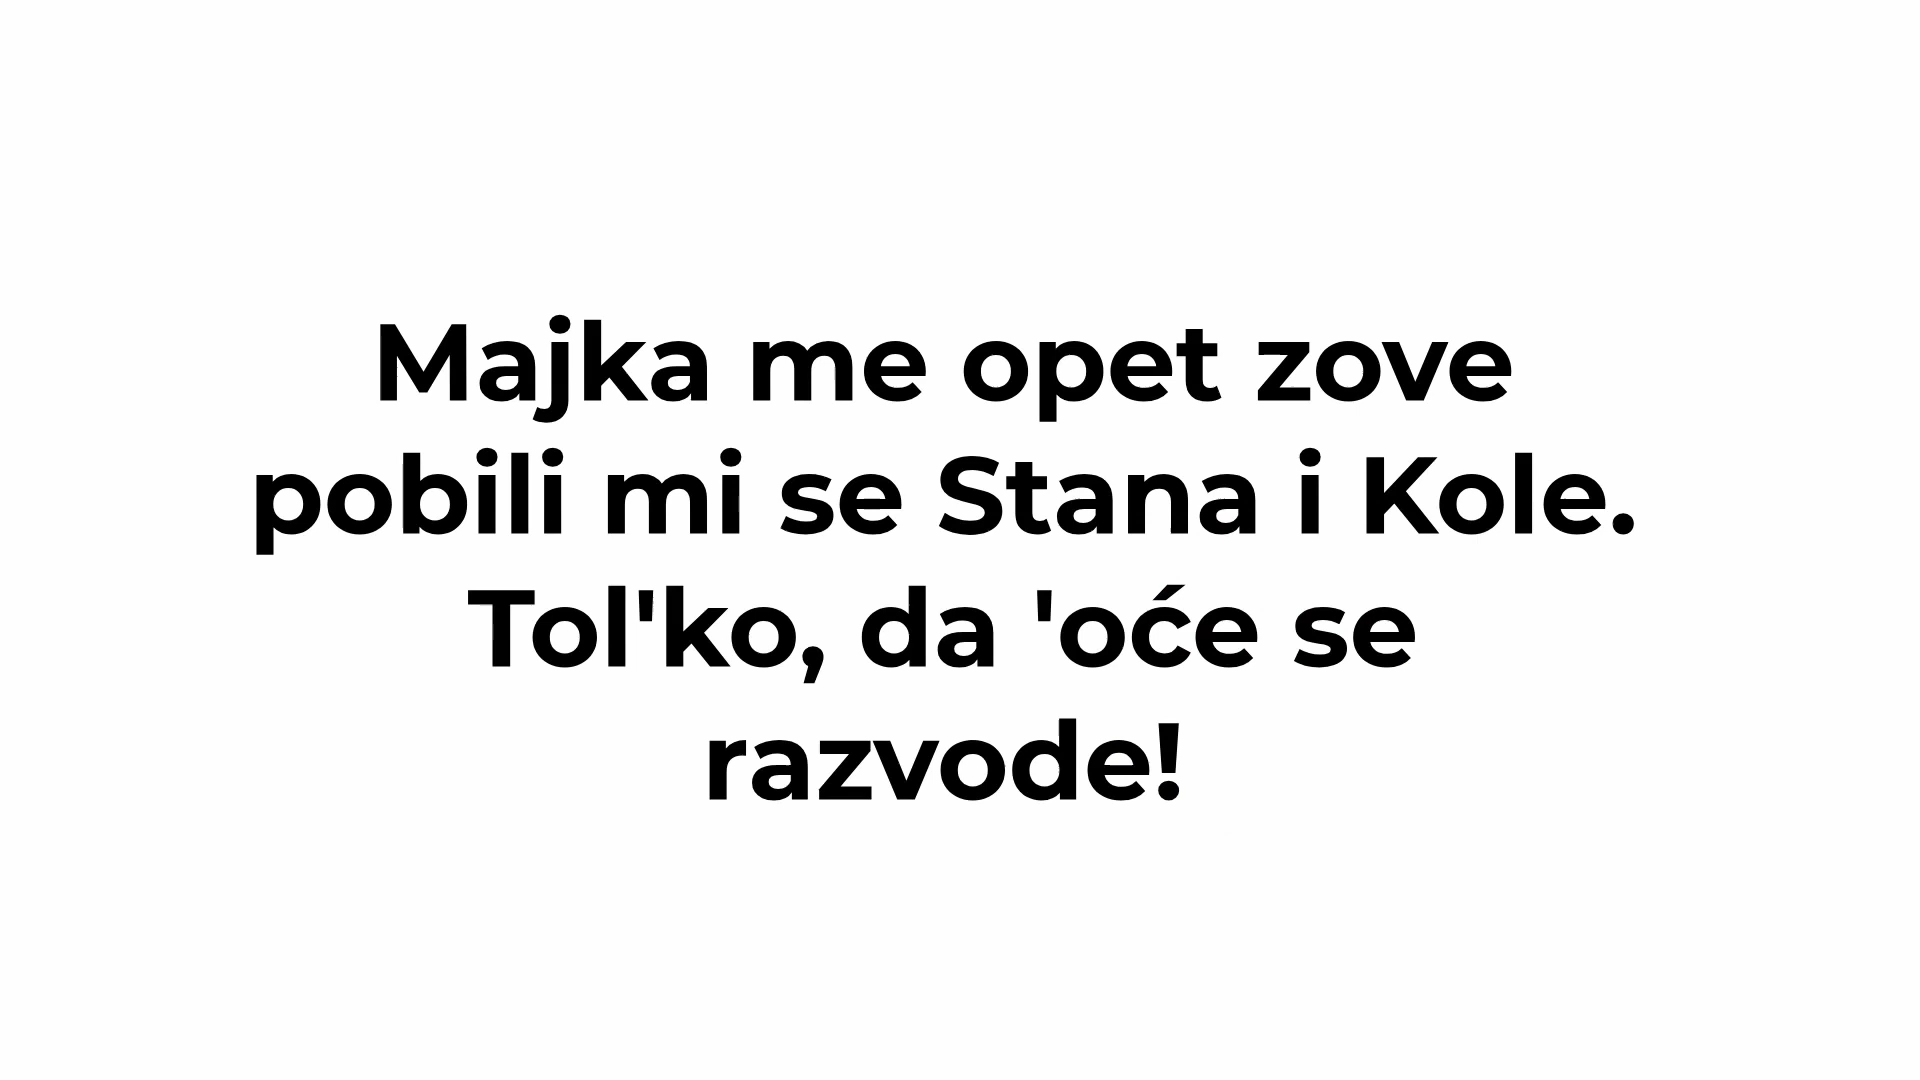 Majka me opet zove
pobili mi se Stana i Kole.
Tol'ko, da 'oće se
razvode!